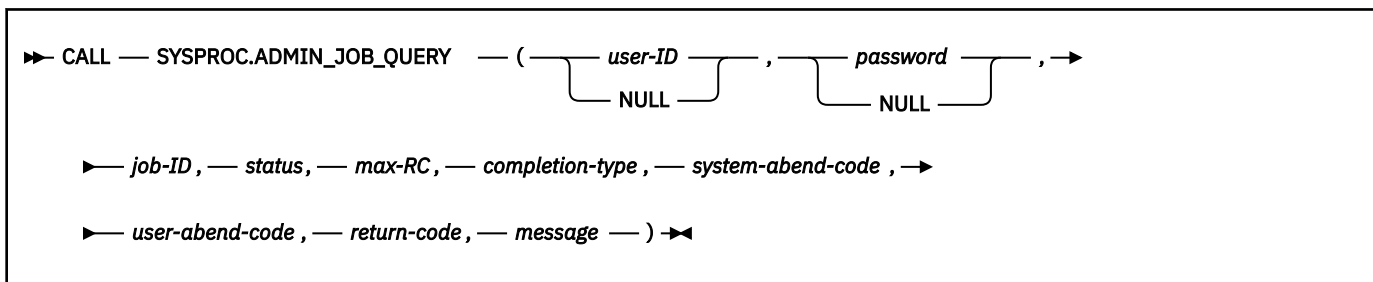 CALL SYSPROC.ADMIN_JOB_QUERY ( user-ID , password ,
NULL NULL
job-ID , status , max-RC , completion-type , system-abend-code ,
user-abend-code , return-code , message )